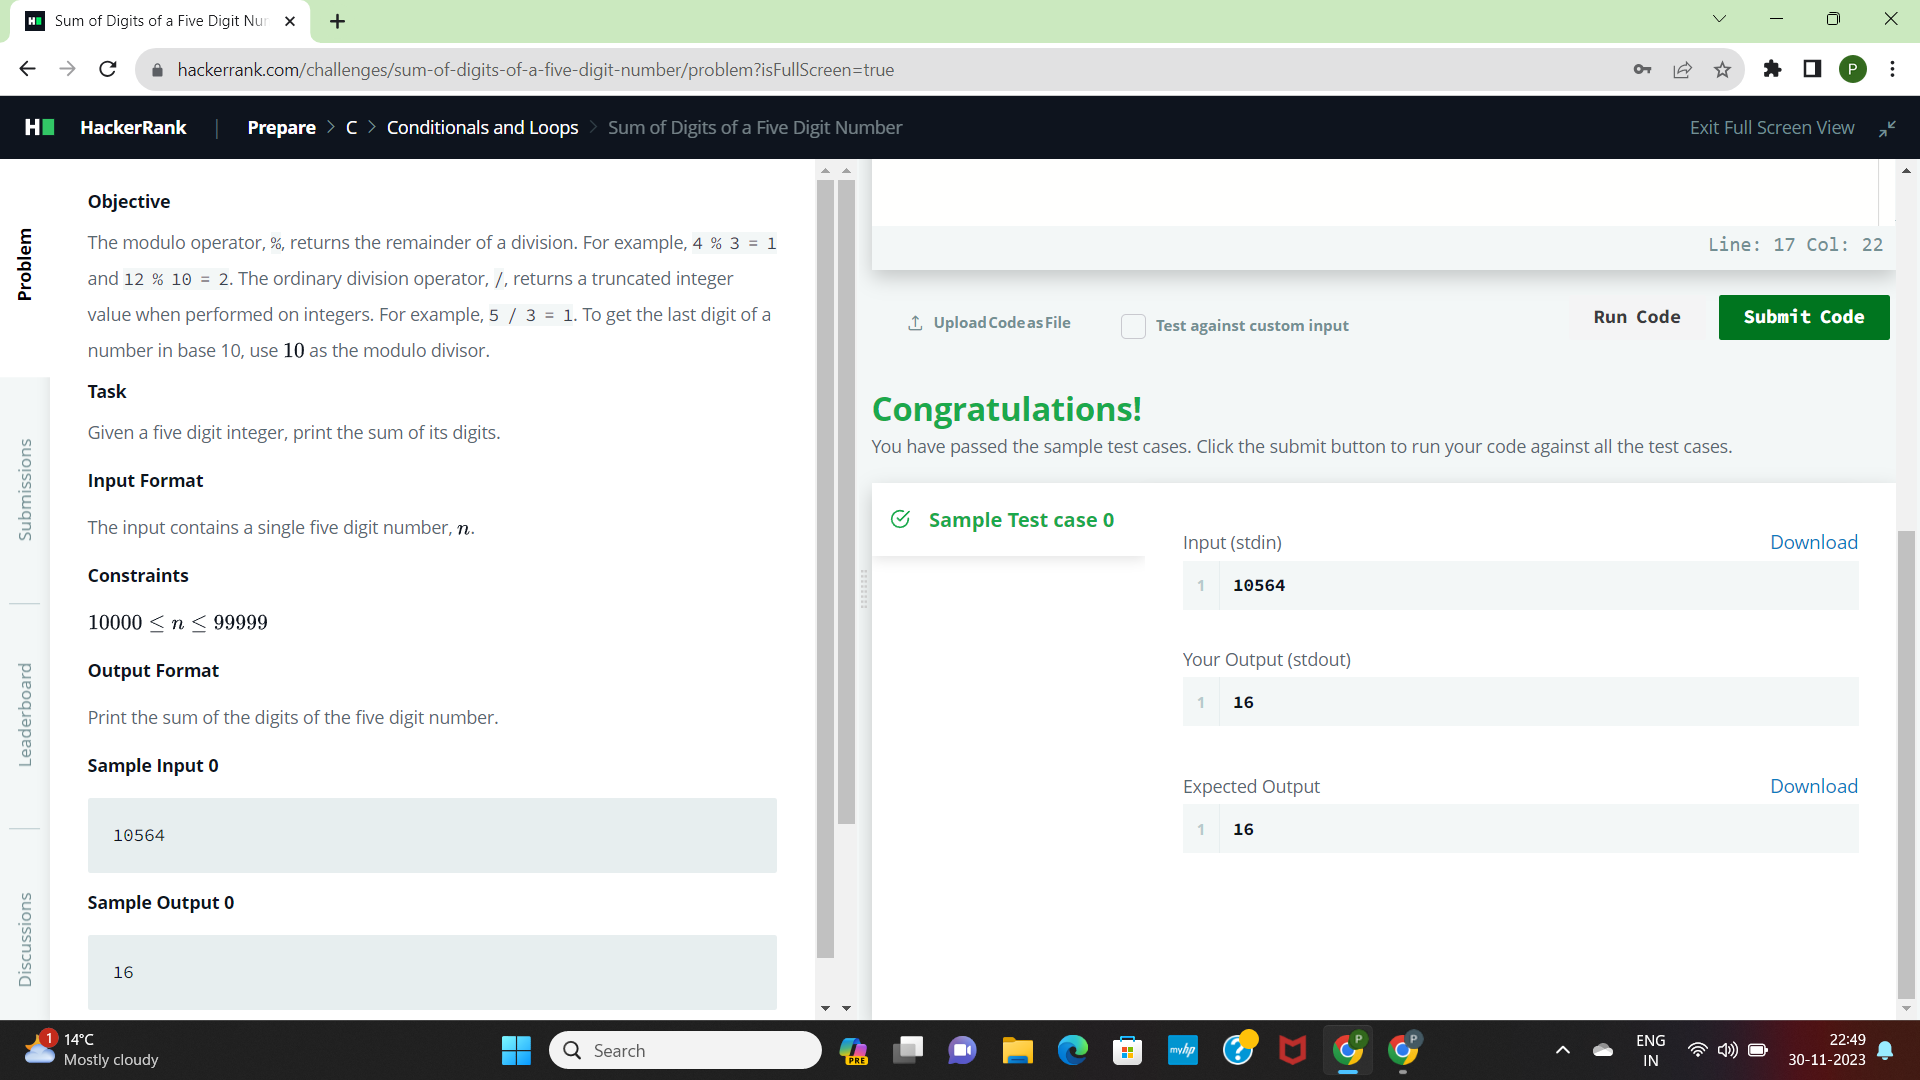 Sum of Digits of a Five Digit Nur
hackerrank.com/challenges/sum-of-digits-of-a-five-digit-number/problem?isFullScreen=true
P
H
HackerRank | Prepare > C > Conditionals and Loops > Sum of Digits of a Five Digit Number
Exit Full Screen View
Problem
Submissions
Leaderboard
Discussions
Objective
The modulo operator, %, returns the remainder of a division. For example, 4 % 3 = 1
and 12 % 10 = 2. The ordinary division operator, /, returns a truncated integer
value when performed on integers. For example, 5 / 3 = 1. To get the last digit of a
number in base 10, use 10 as the modulo divisor.
Task
Given a five digit integer, print the sum of its digits.
Input Format
The input contains a single five digit number, n.
Constraints
10000 ≤ n ≤ 99999
Output Format
Print the sum of the digits of the five digit number.
Sample Input 0
10564
Sample Output 0
16
Line: 17 Col: 22
Upload Code as File
Test against custom input
Run Code
Submit Code
Congratulations!
You have passed the sample test cases. Click the submit button to run your code against all the test cases.
Sample Test case 0
Input (stdin)
Download
1 10564
Your Output (stdout)
1 16
Expected Output
Download
1 16
1
14°C
Mostly cloudy
Search
PRE
myhp
P
P
ENG
IN
22:49
30-11-2023